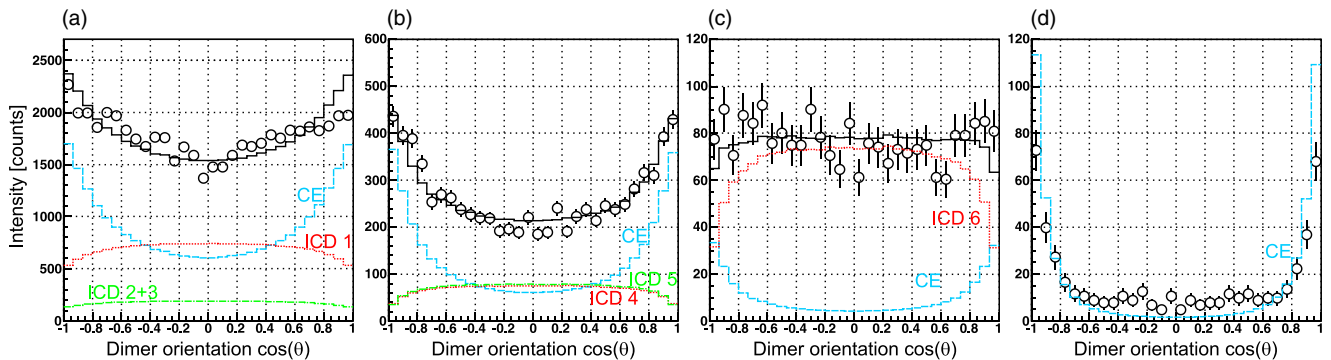 (a)
(b)
(c)
(d)
Intensity [counts]
2500
2000
1500
1000
500
0
CE
ICD 1
ICD 2+3
-1 -0.8 -0.6 -0.4 -0.2 0 0.2 0.4 0.6 0.8 1
Dimer orientation cos(θ)
600
500
400
300
200
100
0
CE
ICD 5
ICD 4
-1 -0.8 -0.6 -0.4 -0.2 0 0.2 0.4 0.6 0.8 1
Dimer orientation cos(θ)
120
100
80
60
40
20
0
ICD 6
CE
-1 -0.8 -0.6 -0.4 -0.2 0 0.2 0.4 0.6 0.8 1
Dimer orientation cos(θ)
120
100
80
60
40
20
0
CE
-1 -0.8 -0.6 -0.4 -0.2 0 0.2 0.4 0.6 0.8 1
Dimer orientation cos(θ)